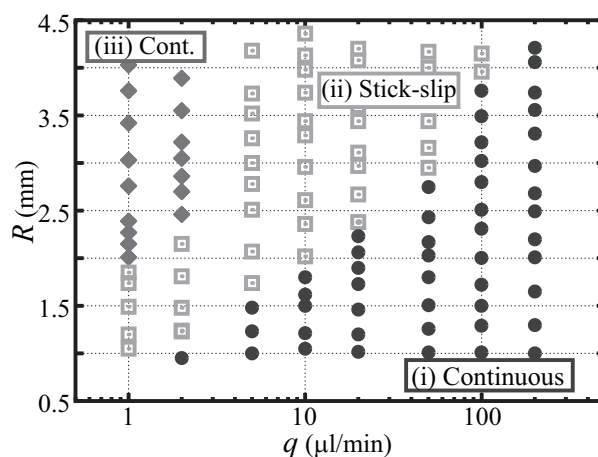 4.5
(iii) Cont.
(ii) Stick-slip
3.5
R (mm)
2.5
1.5
(i) Continuous
0.5
1 10 100
q (μl/min)